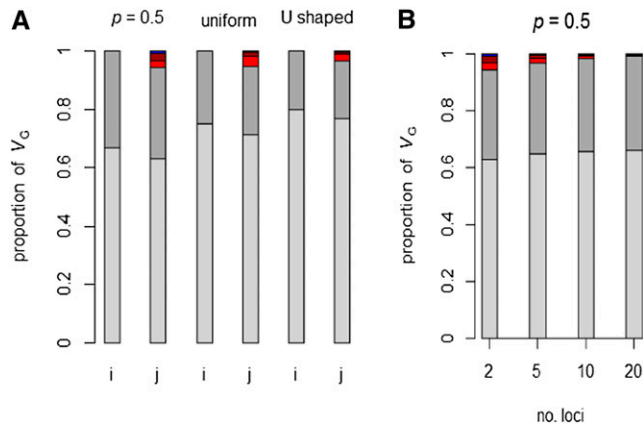 A
p = 0.5 uniform U shaped
proportion of VG
0 0.2 0.4 0.6 0.8 1
i j i j i j
B
p = 0.5
proportion of VG
0 0.2 0.4 0.6 0.8 1
2 5 10 20
no. loci